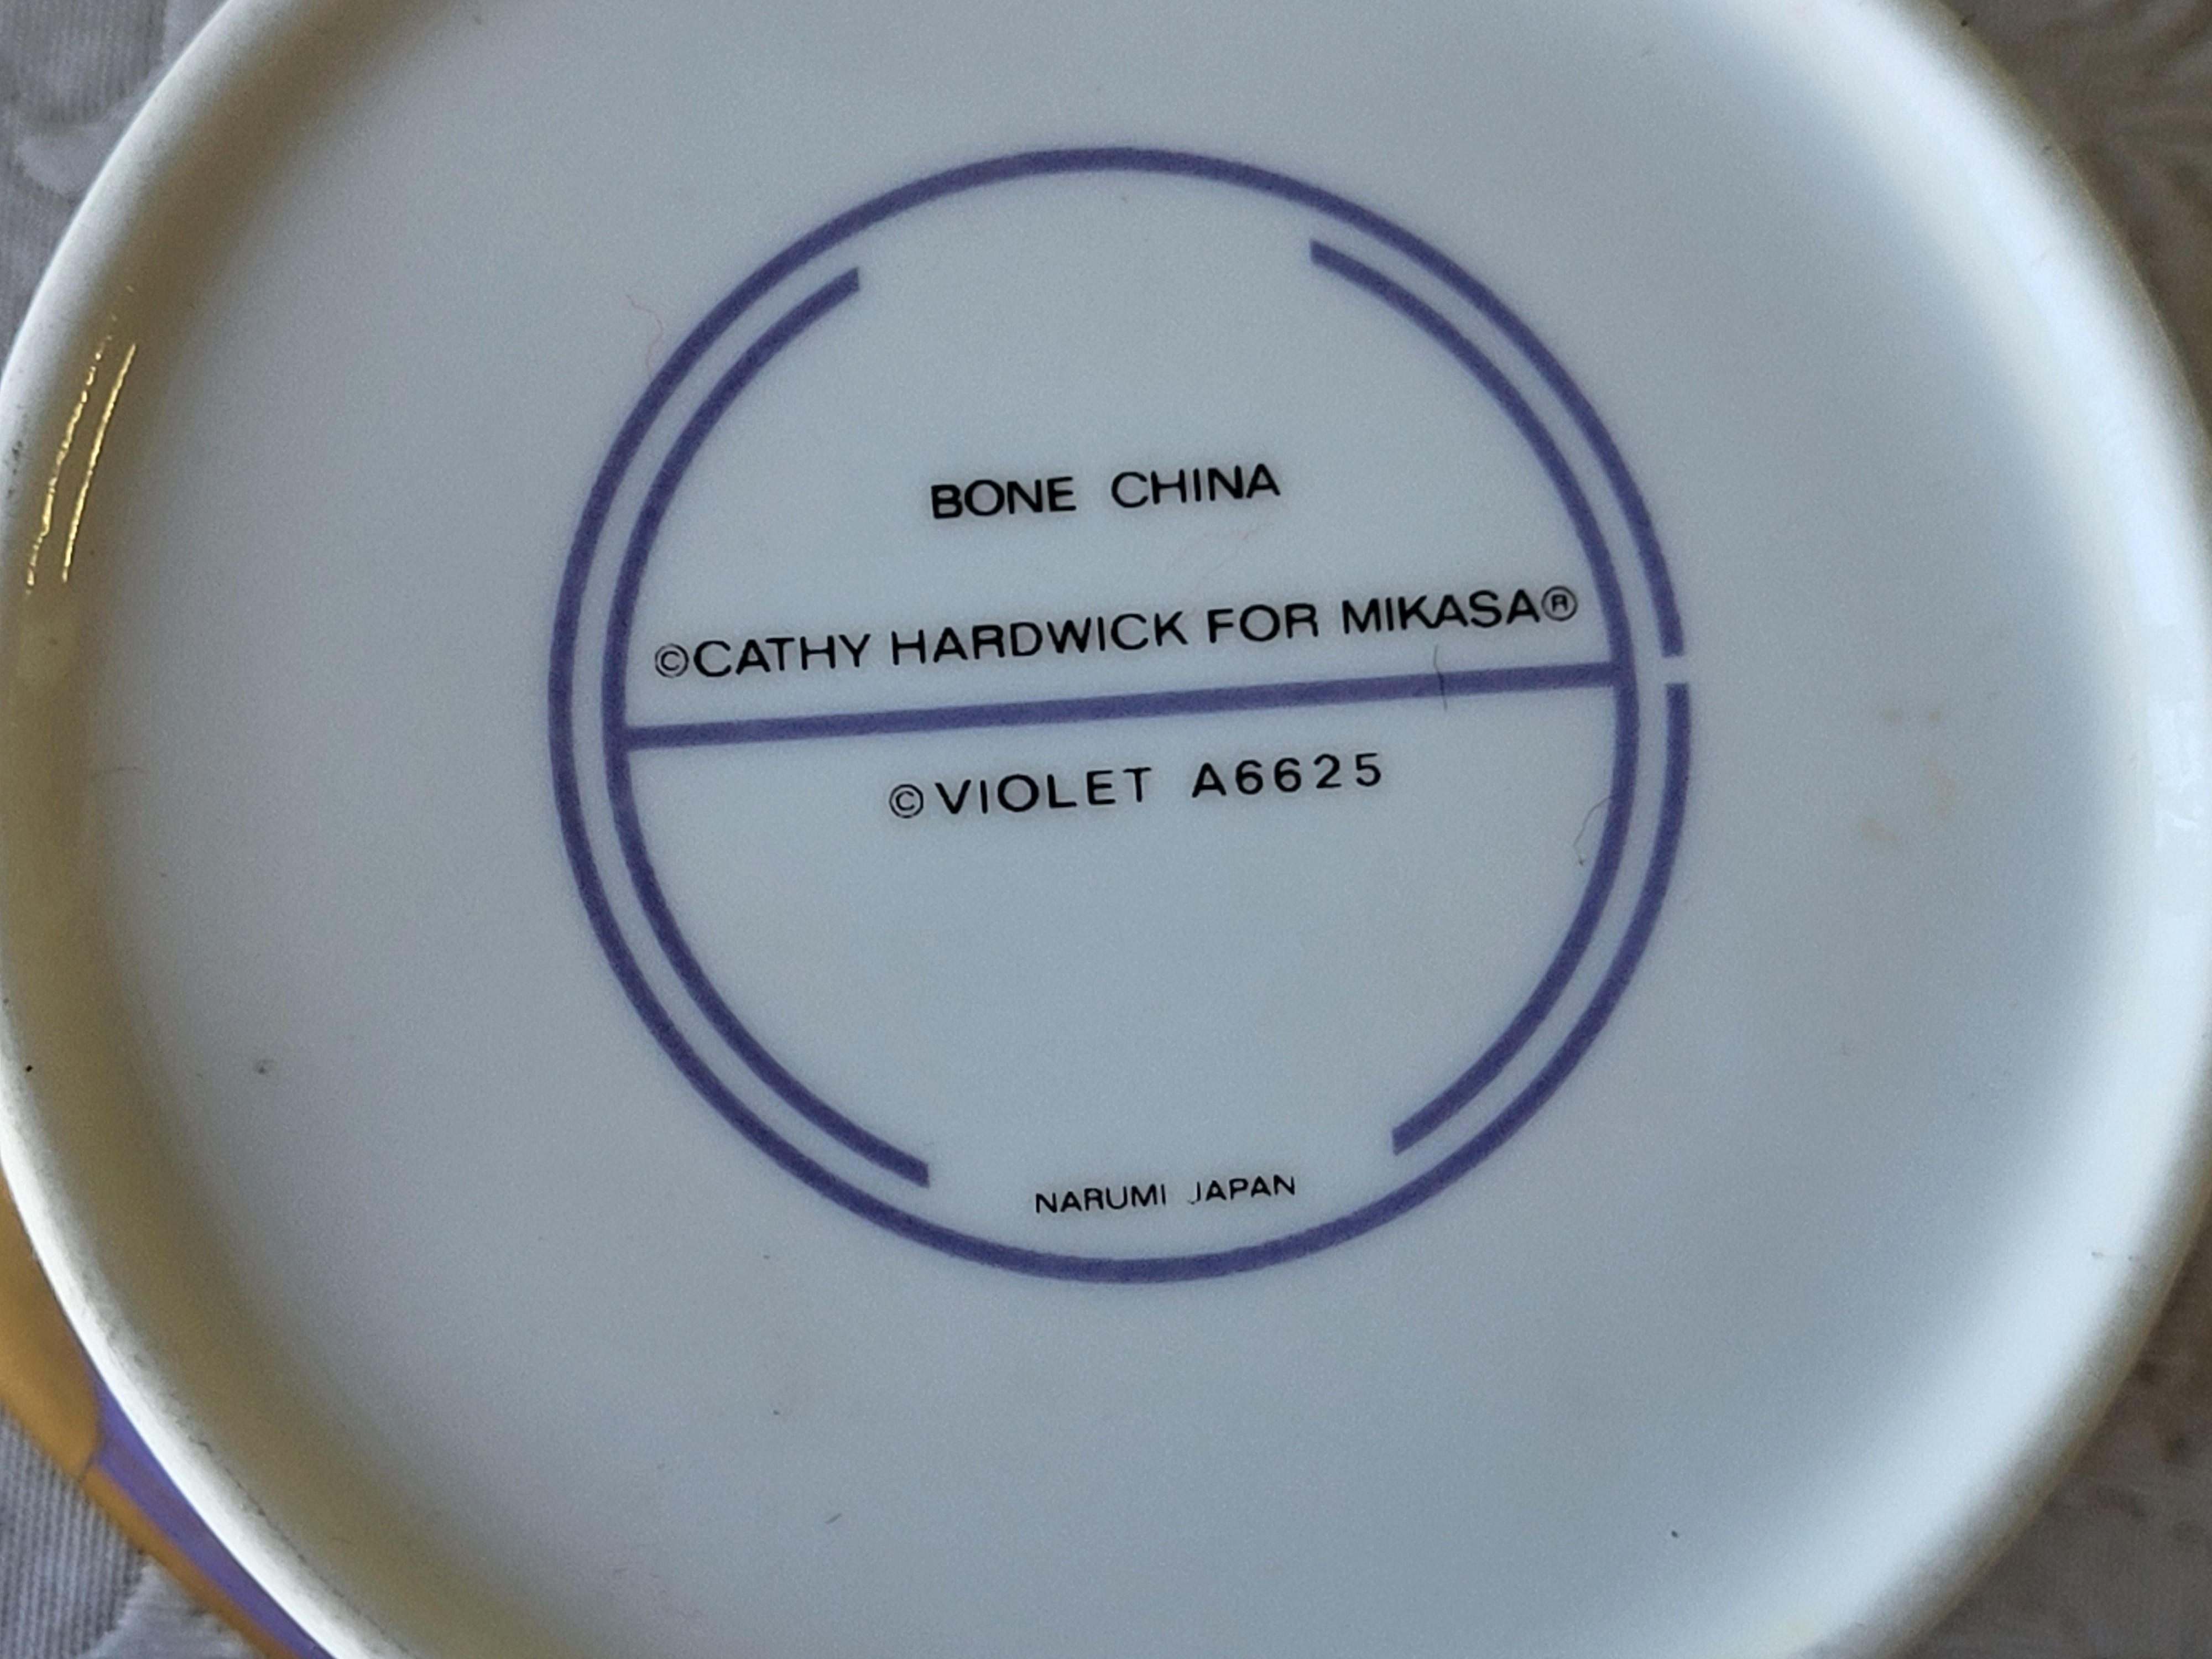 BONE CHINA
©CATHY HARDWICK FOR MIKASA®
©VIOLET A6625
NARUMI JAPAN